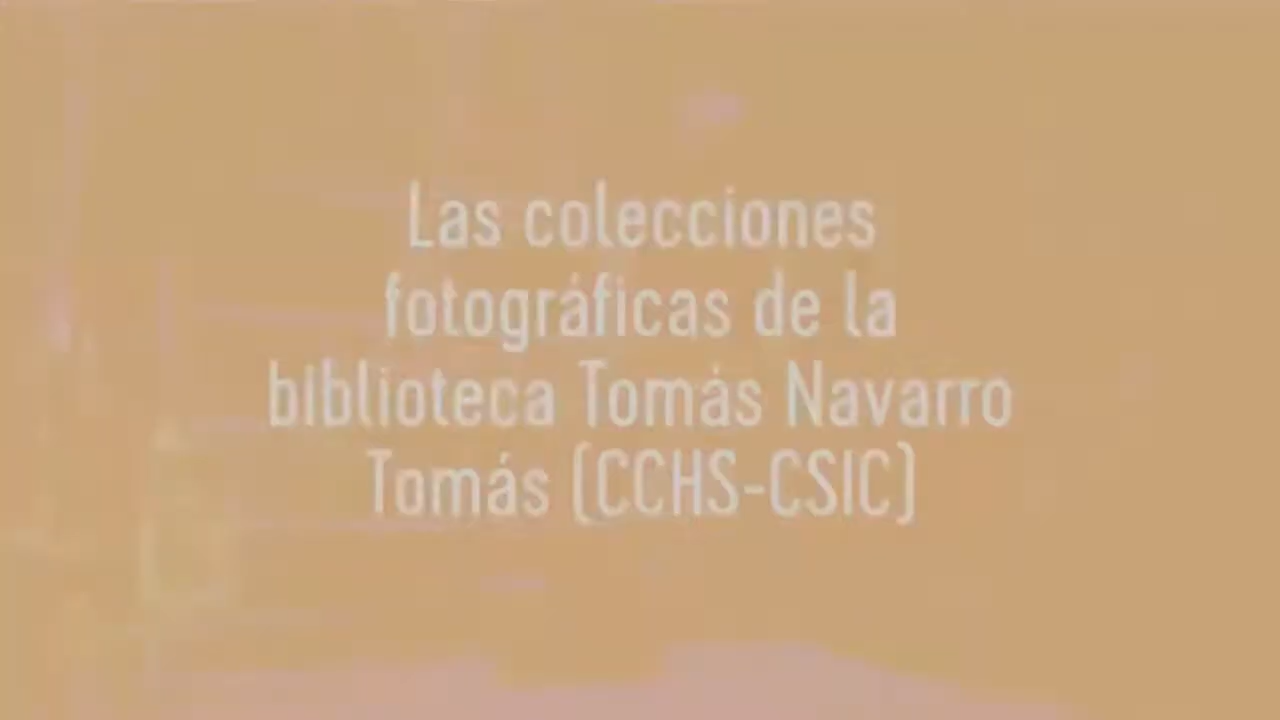 Las colecciones
fotográficas de la
biblioteca Tomás Navarro
Tomás (CCHS-CSIC)